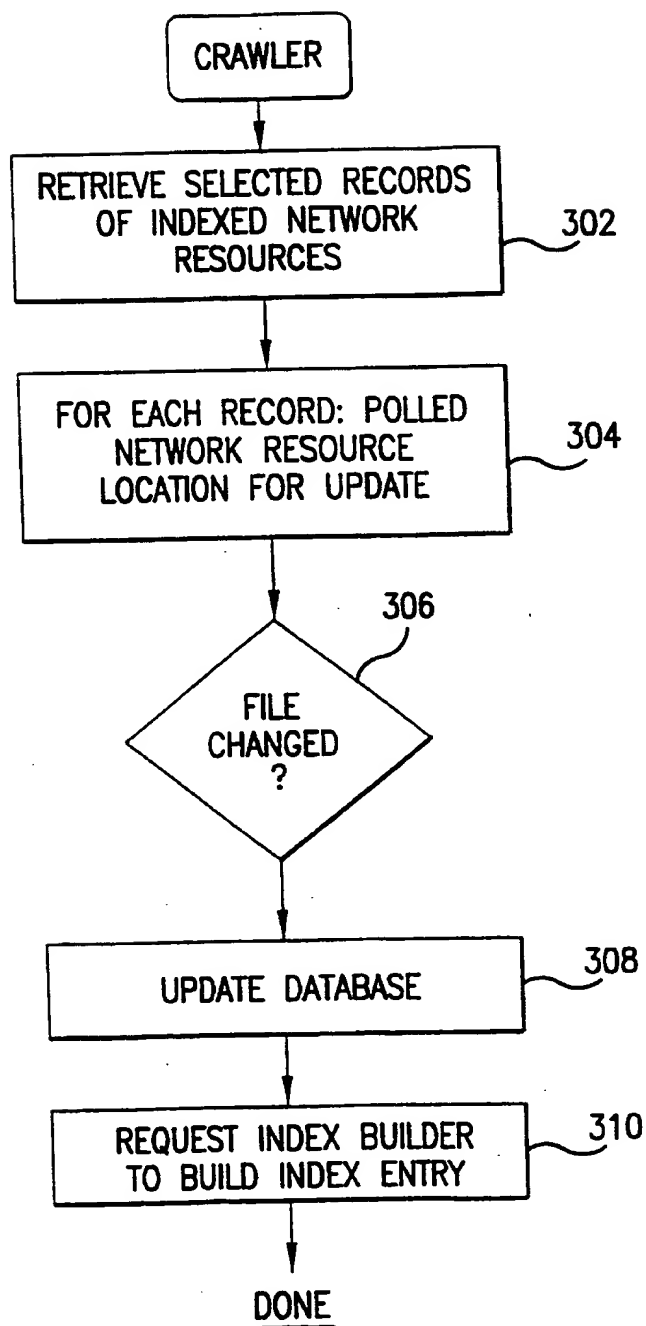 CRAWLER
RETRIEVE SELECTED RECORDS
OF INDEXED NETWORK
RESOURCES
302
FOR EACH RECORD: POLLED
NETWORK RESOURCE
LOCATION FOR UPDATE
304
306
FILE
CHANGED
?
UPDATE DATABASE
308
REQUEST INDEX BUILDER
TO BUILD INDEX ENTRY
310
DONE